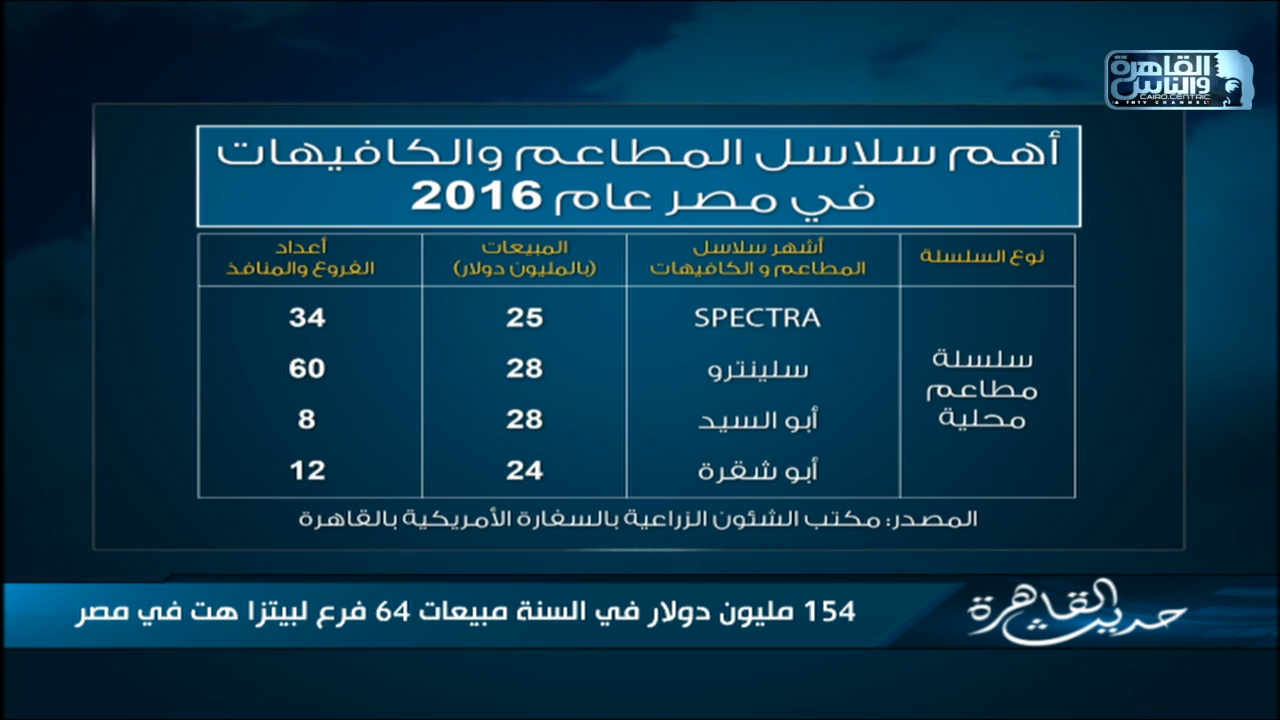 القاهرة
والناس
CAIRO.CENTRIC
A TNTV CHANNEL
أهم سلاسل المطاعم والكافيهات
في مصر عام 2016
نوع السلسلة
أشهر سلاسل
المطاعم و الكافيهات
المبيعات
(بالمليون دولار)
أعداد
الفروع والمنافذ
سلسلة
مطاعم
محلية
SPECTRA 25 34
سلينترو 28 60
أبو السيد 28 8
أبو شقرة 24 12
المصدر: مكتب الشئون الزراعية بالسفارة الأمريكية بالقاهرة
حديث القاهرة
154 مليون دولار في السنة مبيعات 64 فرع لبيتزا هت في مصر